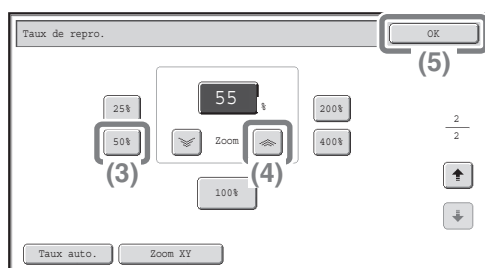 Taux de repro.
OK
(5)
55 %
25%
200%
50%
Zoom
400%
(3)
(4)
100%
2
2
Taux auto.
Zoom XY